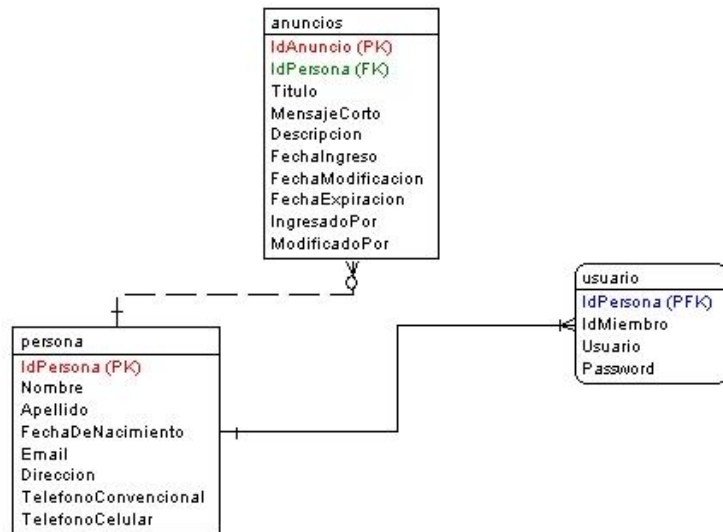 anuncios
IdAnuncio (PK)
IdPersona (FK)
Titulo
MensajeCorto
Descripcion
FechaIngreso
FechaModificacion
FechaExpiracion
IngresadoPor
ModificadoPor
usuario
IdPersona (PFK)
IdMiembro
Usuario
Password
persona
IdPersona (PK)
Nombre
Apellido
FechaDeNacimiento
Email
Direccion
TelefonoConvencional
TelefonoCelular